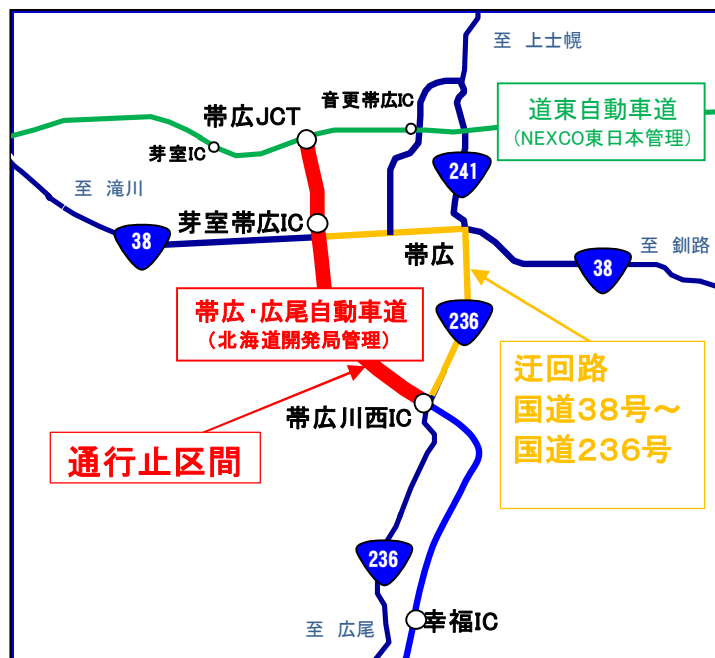 至 上士幌
音更帯広IC
帯広JCT
道東自動車道
(NEXCO東日本管理)
芽室IC
241
至 滝川
芽室帯広IC
38
帯広
至 釧路
38
帯広・広尾自動車道
(北海道開発局管理)
236
迂回路
国道38号～
国道236号
帯広川西IC
通行止区間
236
至 広尾
幸福IC